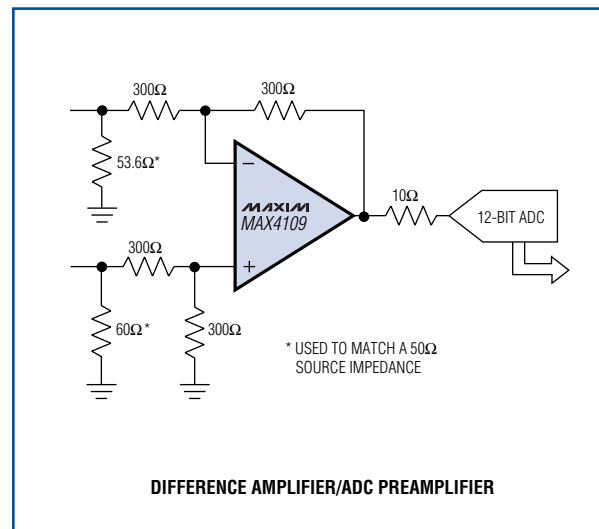 300Ω 300Ω
53.6Ω*
−
MAXIM
MAX4109
10Ω
12-BIT ADC
300Ω
+
60Ω*
300Ω
* USED TO MATCH A 50Ω
SOURCE IMPEDANCE
DIFFERENCE AMPLIFIER/ADC PREAMPLIFIER